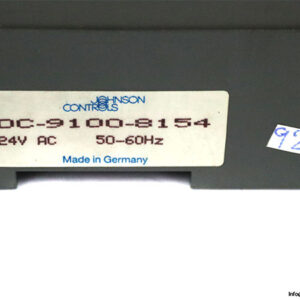 JOHNSON
CONTROLS
DC-9100-8154
24V AC 50-60Hz
Made in Germany